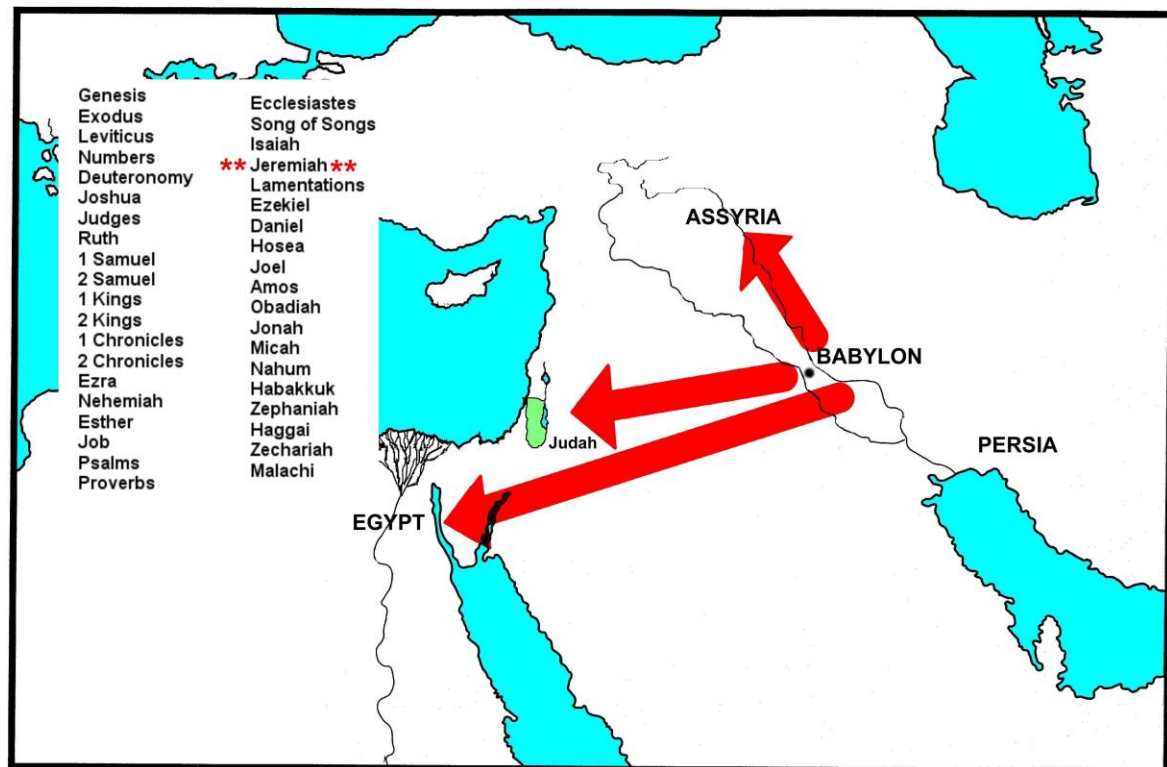 Genesis
Exodus
Leviticus
Numbers
Deuteronomy
Joshua
Judges
Ruth
1 Samuel
2 Samuel
1 Kings
2 Kings
1 Chronicles
2 Chronicles
Ezra
Nehemiah
Esther
Job
Psalms
Proverbs
Ecclesiastes
Song of Songs
Isaiah
** Jeremiah **
Lamentations
Ezekiel
Daniel
Hosea
Joel
Amos
Obadiah
Jonah
Micah
Nahum
Habakkuk
Zephaniah
Haggai
Zechariah
Malachi
ASSYRIA
BABYLON
Judah
PERSIA
EGYPT